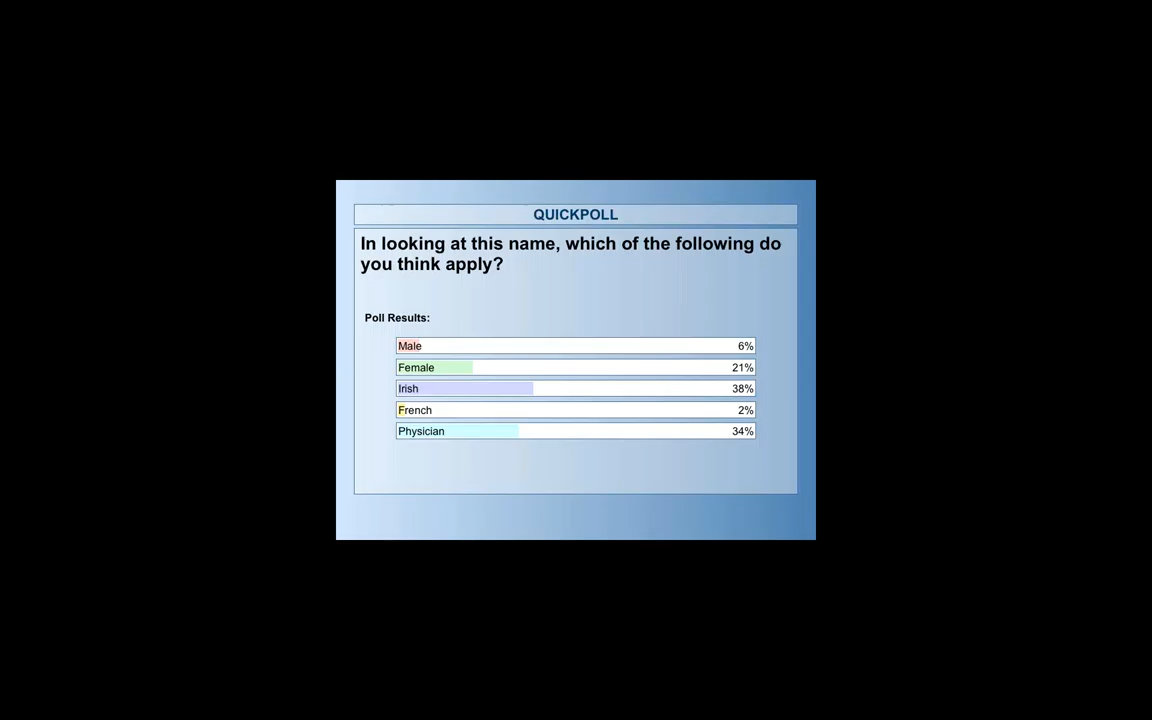 QUICKPOLL
In looking at this name, which of the following do
you think apply?
Poll Results:
Male 6%
Female 21%
Irish 38%
French 2%
Physician 34%